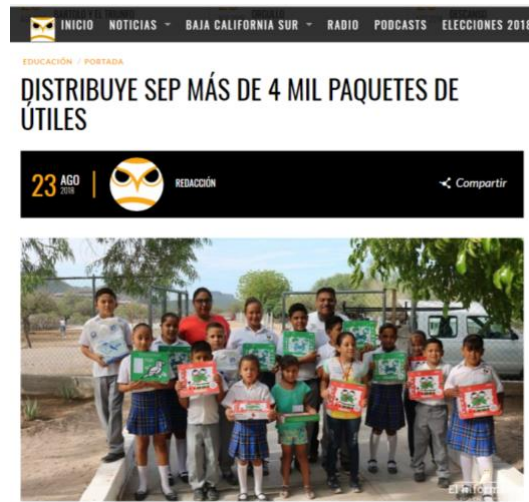 INICIO NOTICIAS BAJA CALIFORNIA SUR RADIO PODCASTS ELECCIONES 2018
EDUCACIÓN / PORTADA
DISTRIBUYE SEP MÁS DE 4 MIL PAQUETES DE
ÚTILES
23 AGO
2018
REDACCIÓN
Compartir